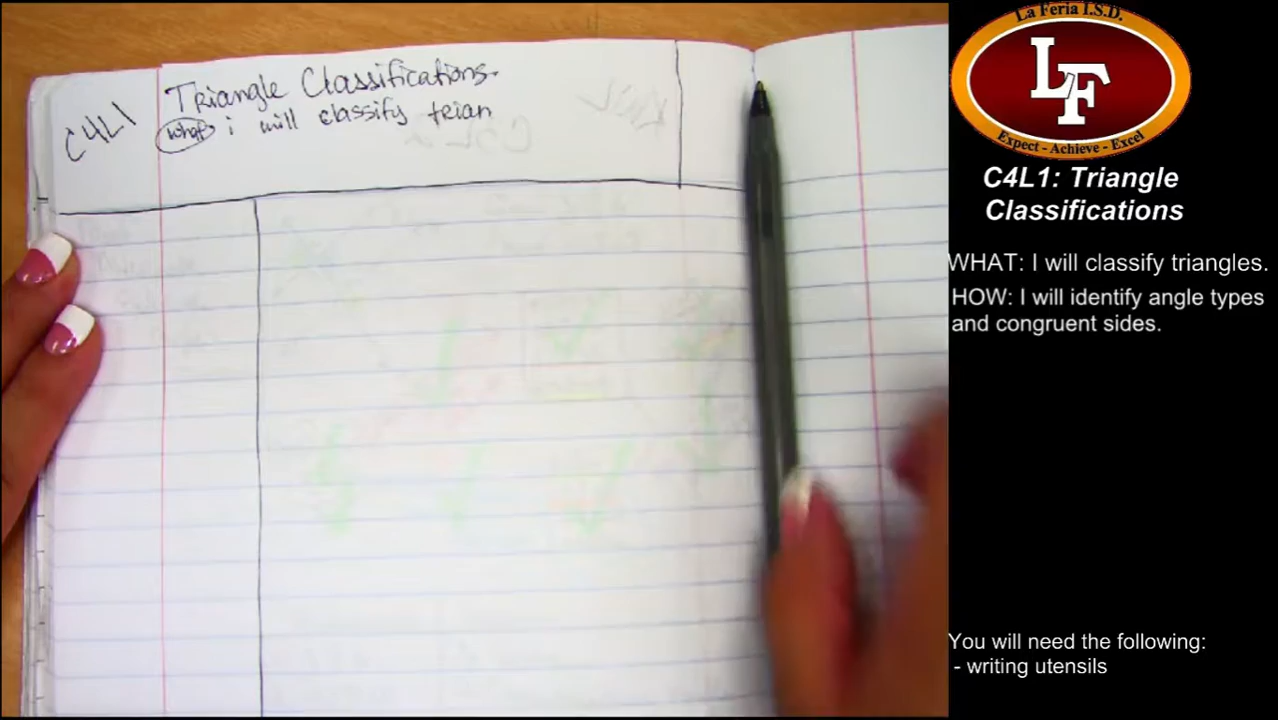 C4L1
Triangle Classifications.
what i will classify trian
La Feria I.S.D.
LF
Expect - Achieve - Excel
C4L1: Triangle
Classifications
WHAT: I will classify triangles.
HOW: I will identify angle types
and congruent sides.
You will need the following:
- writing utensils